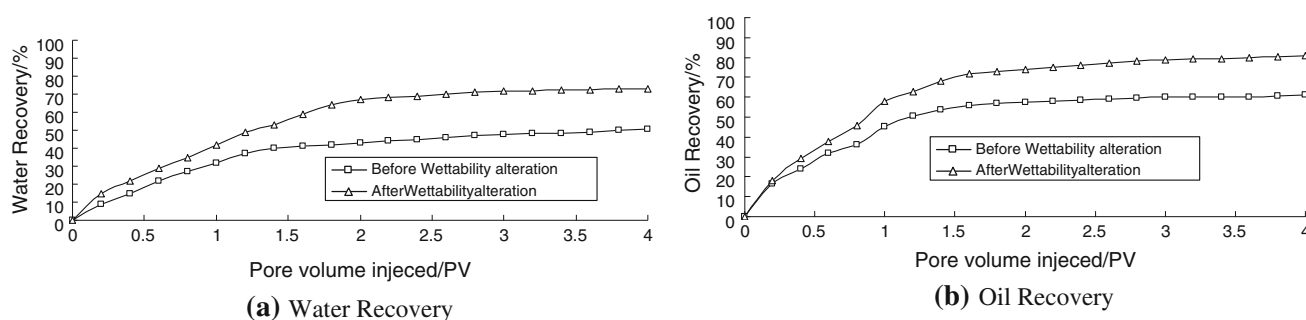 Water Recovery/%
100
90
80
70
60
50
40
30
20
10
0
0 0.5 1 1.5 2 2.5 3 3.5 4
Before Wettability alteration
AfterWettabilityalteration
Pore volume injeced/PV
(a) Water Recovery
Oil Recovery/%
100
90
80
70
60
50
40
30
20
10
0
0 0.5 1 1.5 2 2.5 3 3.5 4
Before Wettability alteration
AfterWettabilityalteration
Pore volume injeced/PV
(b) Oil Recovery